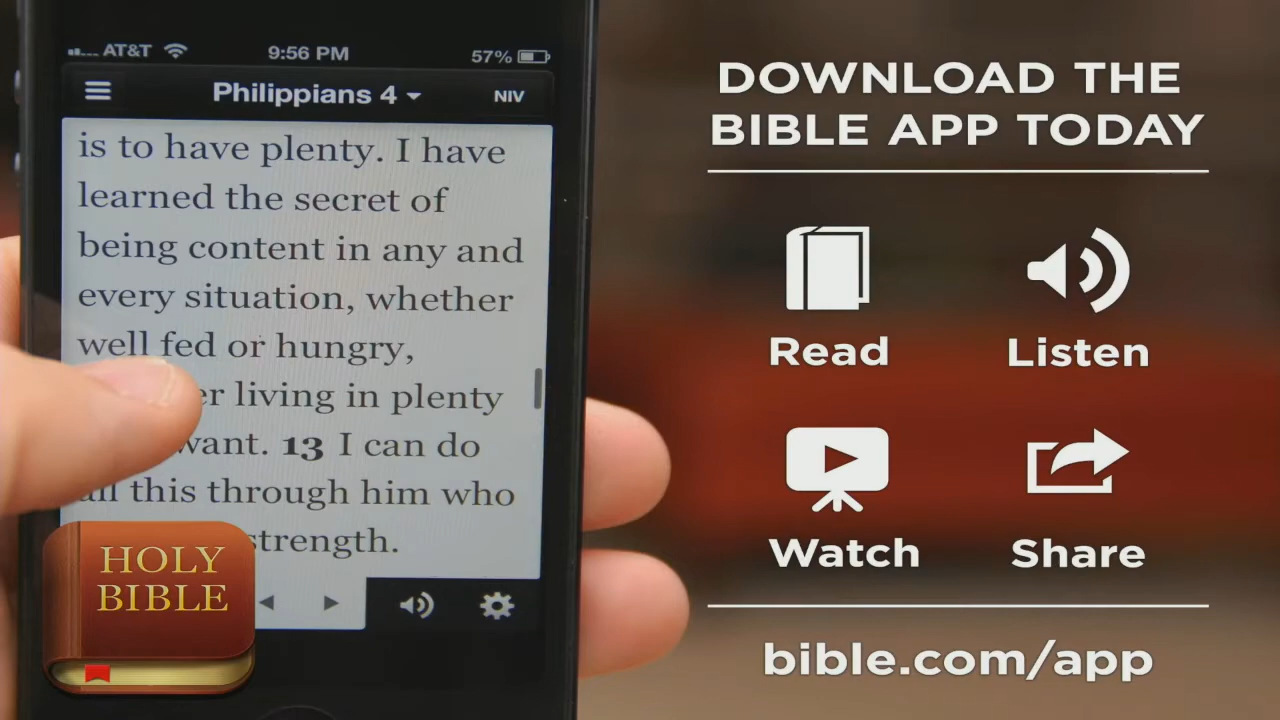 AT&T 9:56 PM 57%
Philippians 4 NIV
is to have plenty. I have
learned the secret of
being content in any and
every situation, whether
well fed or hungry,
living in plenty
want. 13 I can do
all this through him who
strength.
HOLY
BIBLE
DOWNLOAD THE
BIBLE APP TODAY
Read Listen
Watch Share
bible.com/app